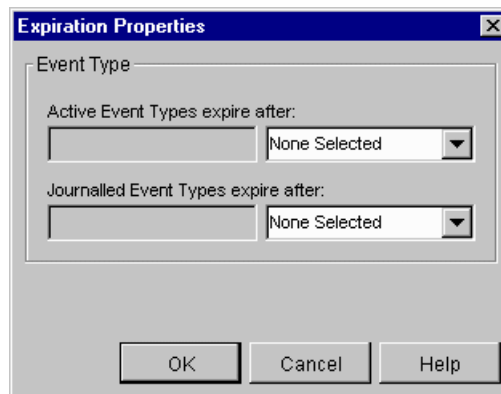 Expiration Properties
Event Type
Active Event Types expire after:
None Selected
Journalled Event Types expire after:
None Selected
OK Cancel Help